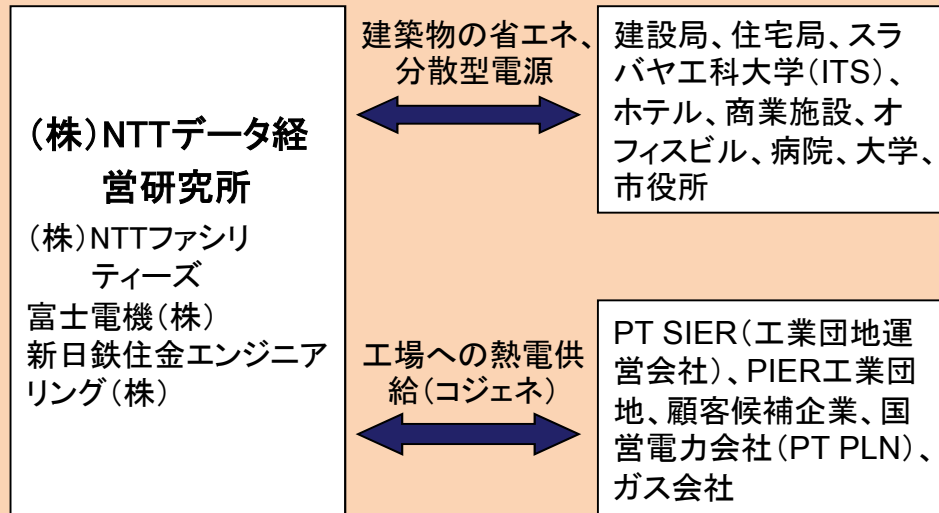 (株)NTTデータ経
営研究所
(株)NTTファシリ
ティーズ
富士電機(株)
新日鉄住金エンジニア
リング(株)
建築物の省エネ、
分散型電源
建設局、住宅局、スラ
バヤ工科大学(ITS)、
ホテル、商業施設、オ
フィスビル、病院、大学、
市役所
工場への熱電供
給(コジェネ)
PT SIER(工業団地運
営会社)、PIER工業団
地、顧客候補企業、国
営電力会社(PT PLN)、
ガス会社